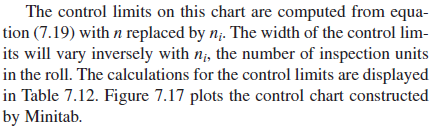 The control limits on this chart are computed from equa-
tion (7.19) with n replaced by ni. The width of the control lim-
its will vary inversely with ni, the number of inspection units
in the roll. The calculations for the control limits are displayed
in Table 7.12. Figure 7.17 plots the control chart constructed
by Minitab.